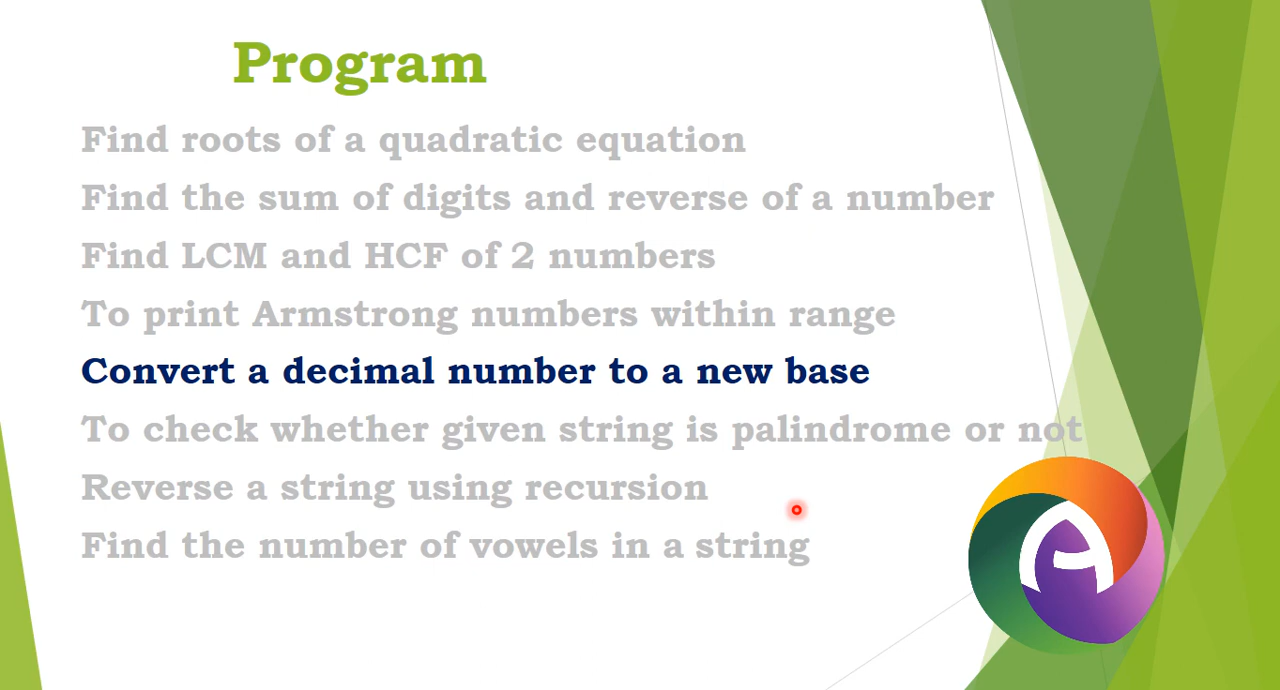 Program
Find roots of a quadratic equation
Find the sum of digits and reverse of a number
Find LCM and HCF of 2 numbers
To print Armstrong numbers within range
Convert a decimal number to a new base
To check whether given string is palindrome or not
Reverse a string using recursion
Find the number of vowels in a string